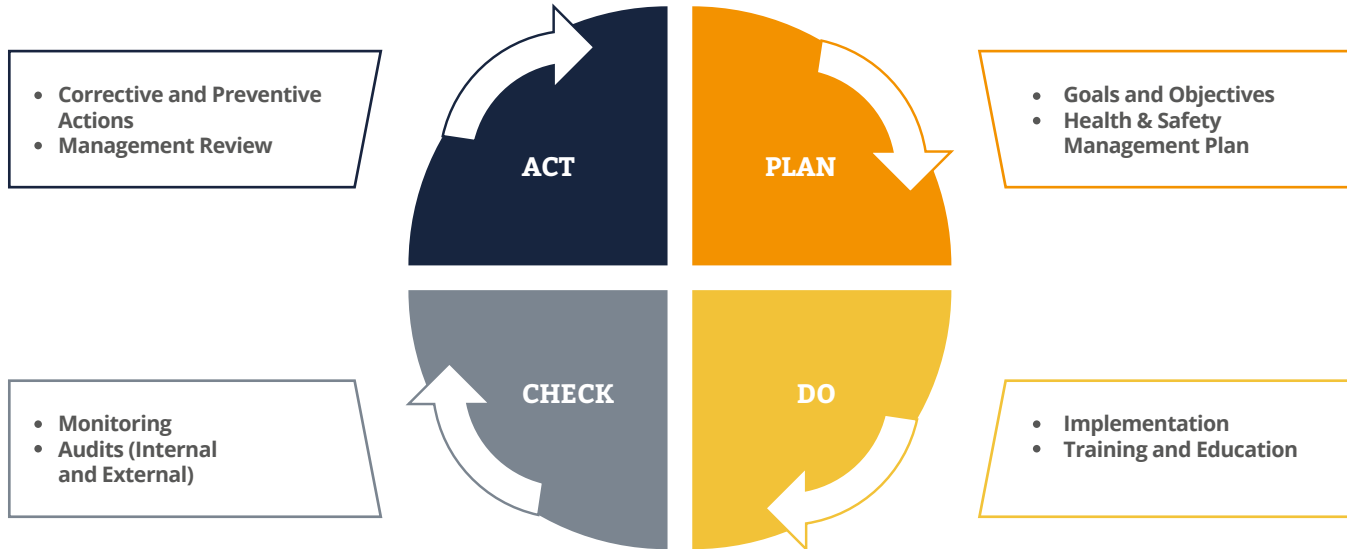 • Corrective and Preventive
Actions
• Management Review
ACT
PLAN
• Goals and Objectives
• Health & Safety
Management Plan
• Monitoring
• Audits (Internal
and External)
CHECK
DO
• Implementation
• Training and Education